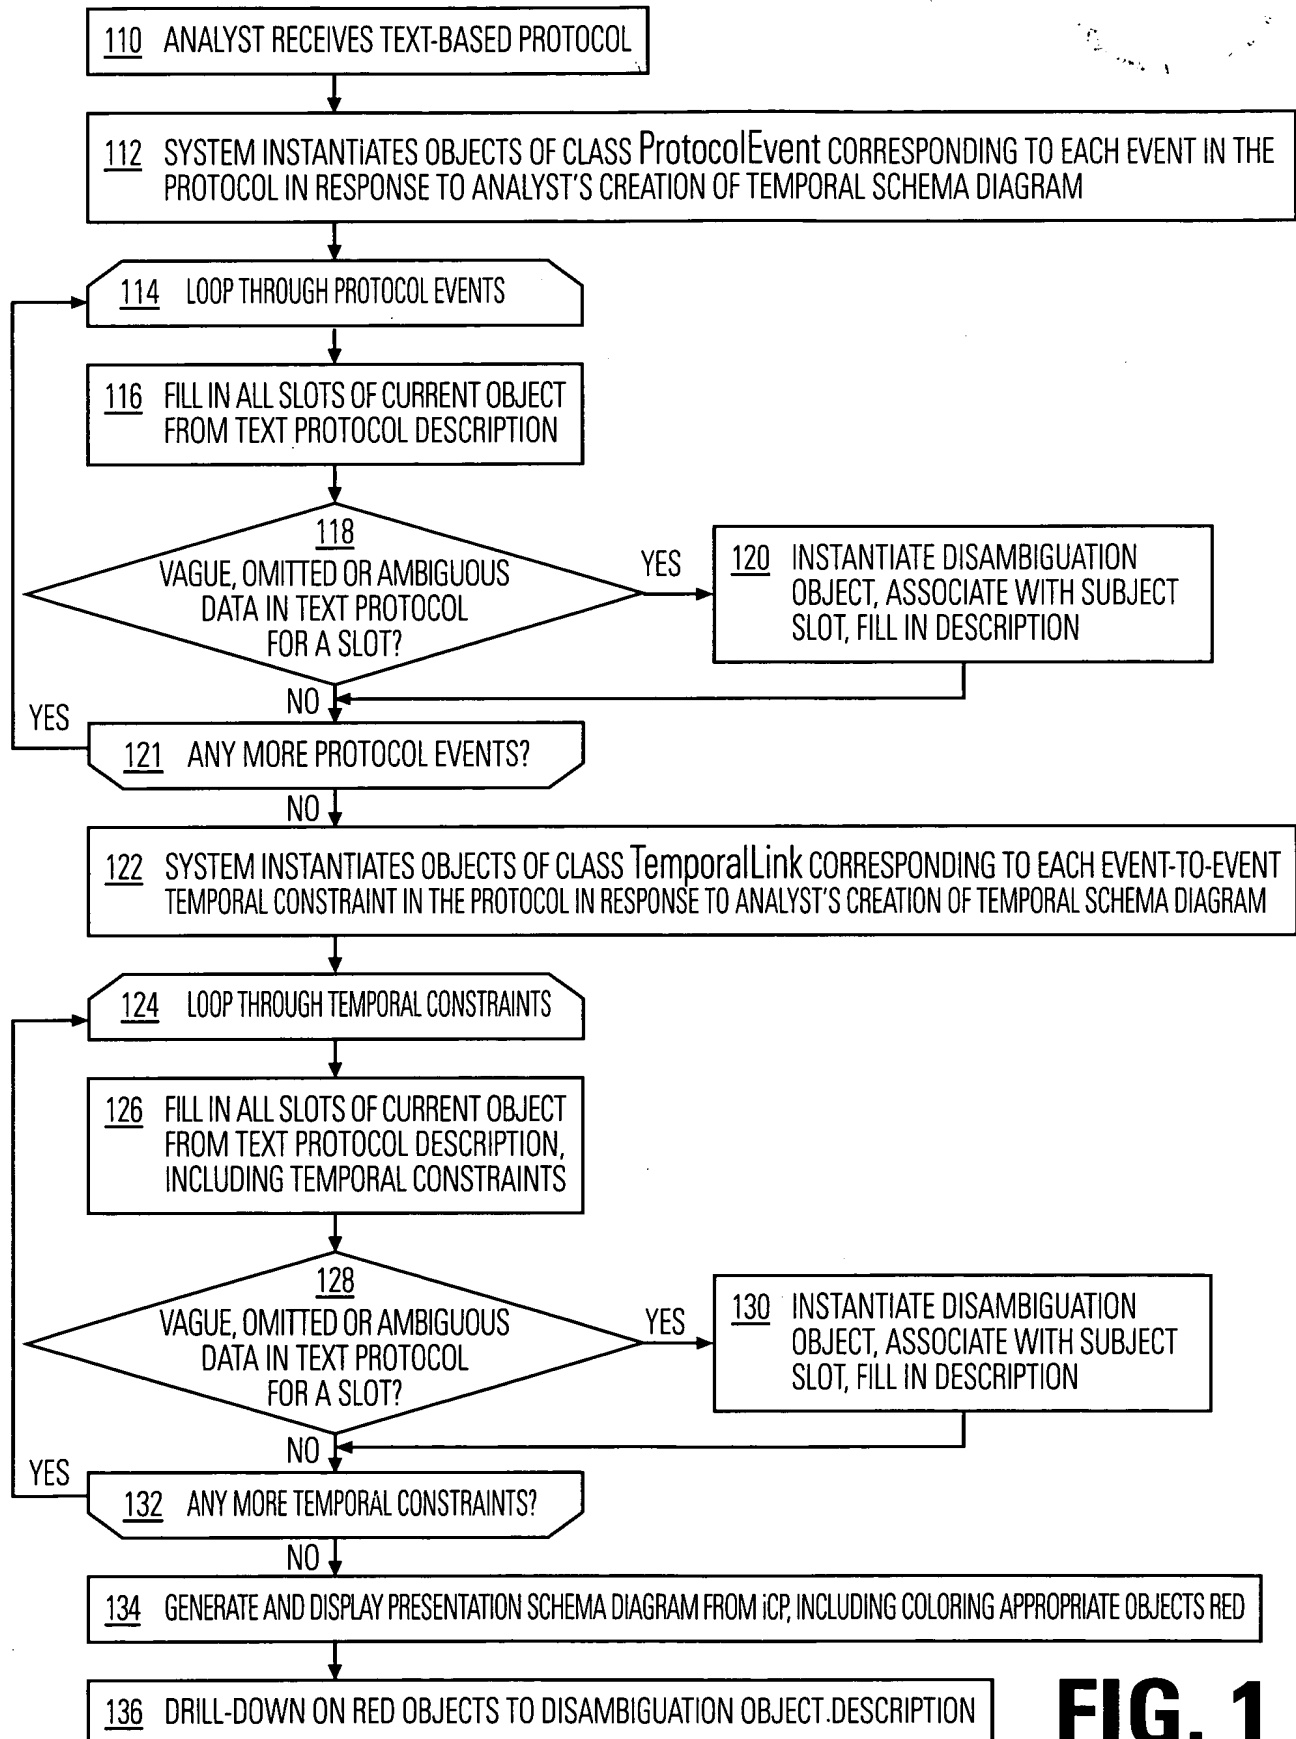 110 ANALYST RECEIVES TEXT-BASED PROTOCOL
112 SYSTEM INSTANTIATES OBJECTS OF CLASS ProtocolEvent CORRESPONDING TO EACH EVENT IN THE
PROTOCOL IN RESPONSE TO ANALYST'S CREATION OF TEMPORAL SCHEMA DIAGRAM
114 LOOP THROUGH PROTOCOL EVENTS
116 FILL IN ALL SLOTS OF CURRENT OBJECT
FROM TEXT PROTOCOL DESCRIPTION
118
VAGUE, OMITTED OR AMBIGUOUS
DATA IN TEXT PROTOCOL
FOR A SLOT?
YES
120 INSTANTIATE DISAMBIGUATION
OBJECT, ASSOCIATE WITH SUBJECT
SLOT, FILL IN DESCRIPTION
NO
YES
121 ANY MORE PROTOCOL EVENTS?
NO
122 SYSTEM INSTANTIATES OBJECTS OF CLASS TemporalLink CORRESPONDING TO EACH EVENT-TO-EVENT
TEMPORAL CONSTRAINT IN THE PROTOCOL IN RESPONSE TO ANALYST'S CREATION OF TEMPORAL SCHEMA DIAGRAM
124 LOOP THROUGH TEMPORAL CONSTRAINTS
126 FILL IN ALL SLOTS OF CURRENT OBJECT
FROM TEXT PROTOCOL DESCRIPTION,
INCLUDING TEMPORAL CONSTRAINTS
128
VAGUE, OMITTED OR AMBIGUOUS
DATA IN TEXT PROTOCOL
FOR A SLOT?
YES
130 INSTANTIATE DISAMBIGUATION
OBJECT, ASSOCIATE WITH SUBJECT
SLOT, FILL IN DESCRIPTION
NO
YES
132 ANY MORE TEMPORAL CONSTRAINTS?
NO
134 GENERATE AND DISPLAY PRESENTATION SCHEMA DIAGRAM FROM iCP, INCLUDING COLORING APPROPRIATE OBJECTS RED
136 DRILL-DOWN ON RED OBJECTS TO DISAMBIGUATION OBJECT.DESCRIPTION
FIG. 1